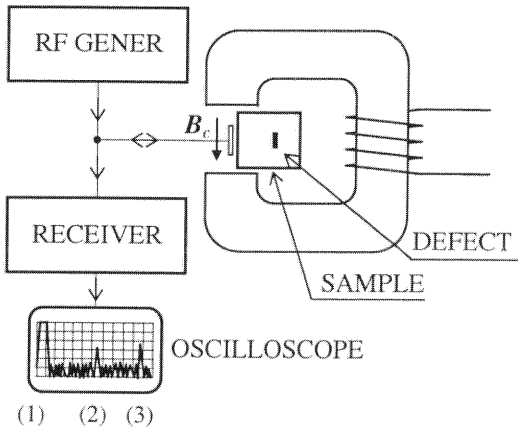 RF GENER
B_c
RECEIVER
DEFECT
SAMPLE
OSCILLOSCOPE
(1) (2) (3)